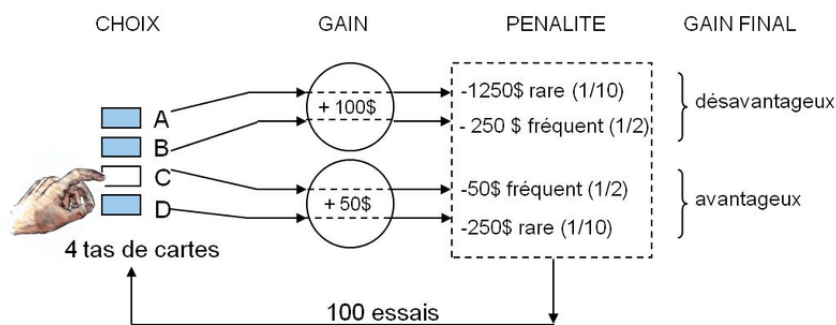 CHOIX GAIN PENALITE GAIN FINAL
A
B
C
D
4 tas de cartes
+ 100$
+ 50$
-1250$ rare (1/10)
- 250 $ fréquent (1/2)
-50$ fréquent (1/2)
-250$ rare (1/10)
désavantageux
avantageux
100 essais